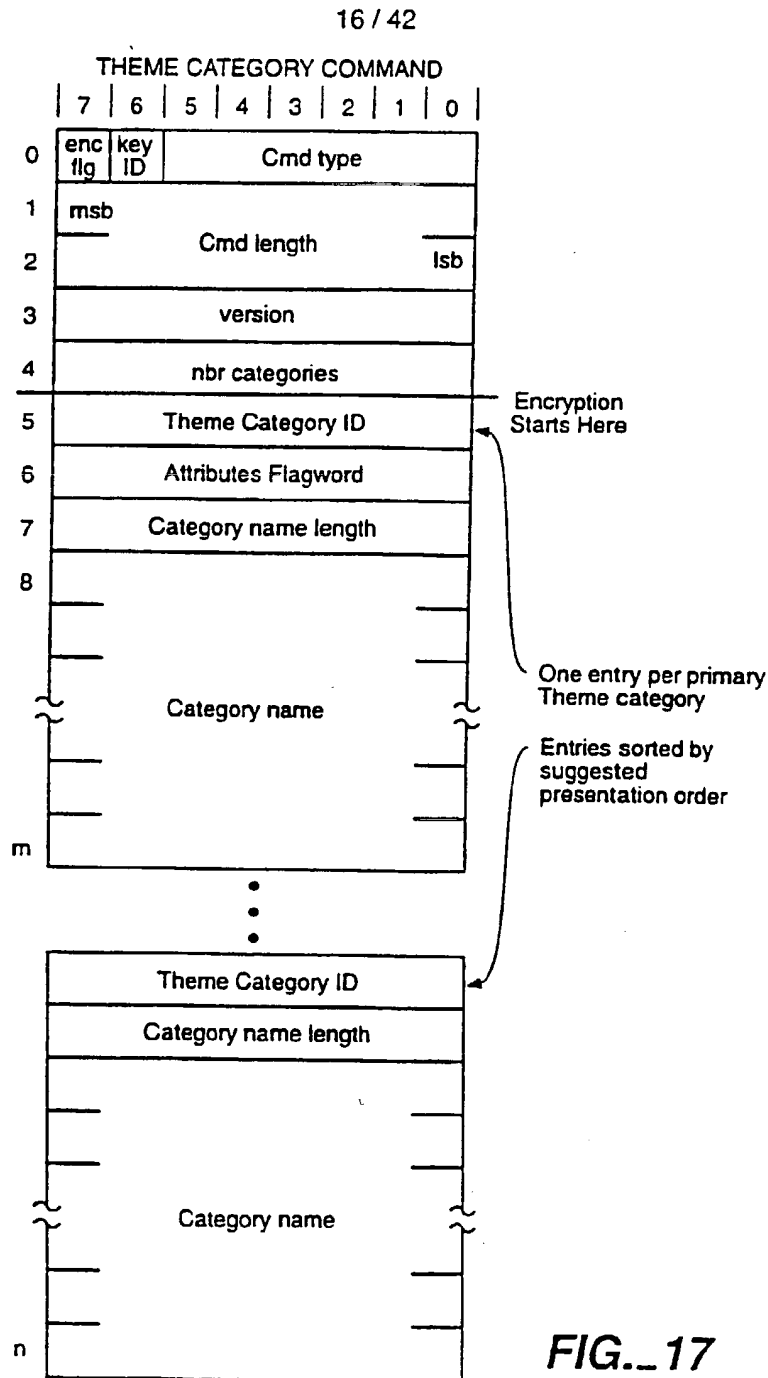 16 / 42
THEME CATEGORY COMMAND
7 6 5 4 3 2 1 0
0 enc flg key ID Cmd type
1 msb
Cmd length
2 lsb
3 version
4 nbr categories
Encryption
Starts Here
5 Theme Category ID
6 Attributes Flagword
7 Category name length
8
One entry per primary
Theme category
Category name
Entries sorted by
suggested
presentation order
m
Theme Category ID
Category name length
Category name
n
FIG._17